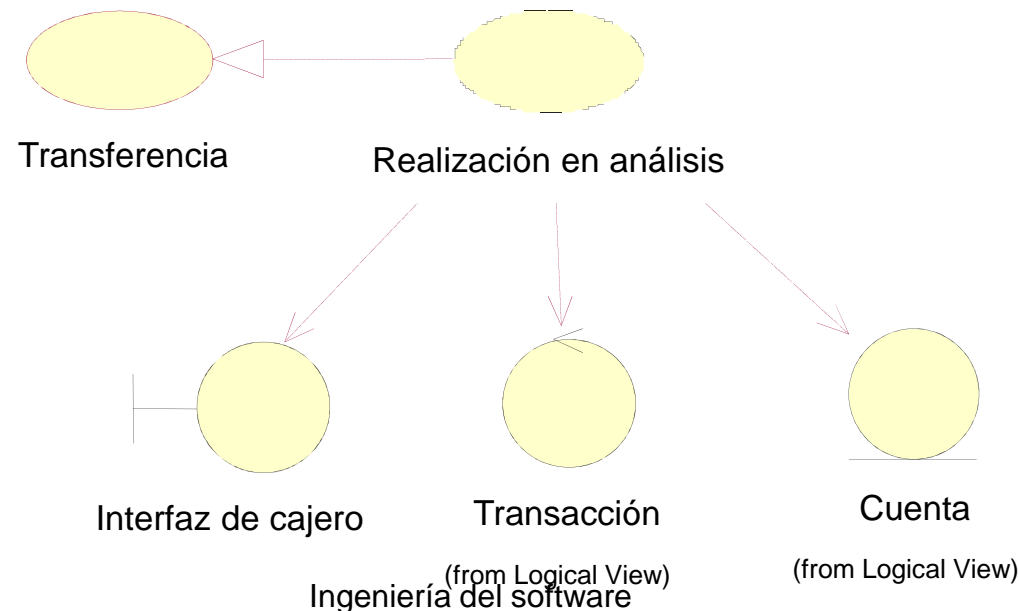 Transferencia
Realización en análisis
Interfaz de cajero
Transacción
(from Logical View)
Cuenta
(from Logical View)
Ingeniería del software